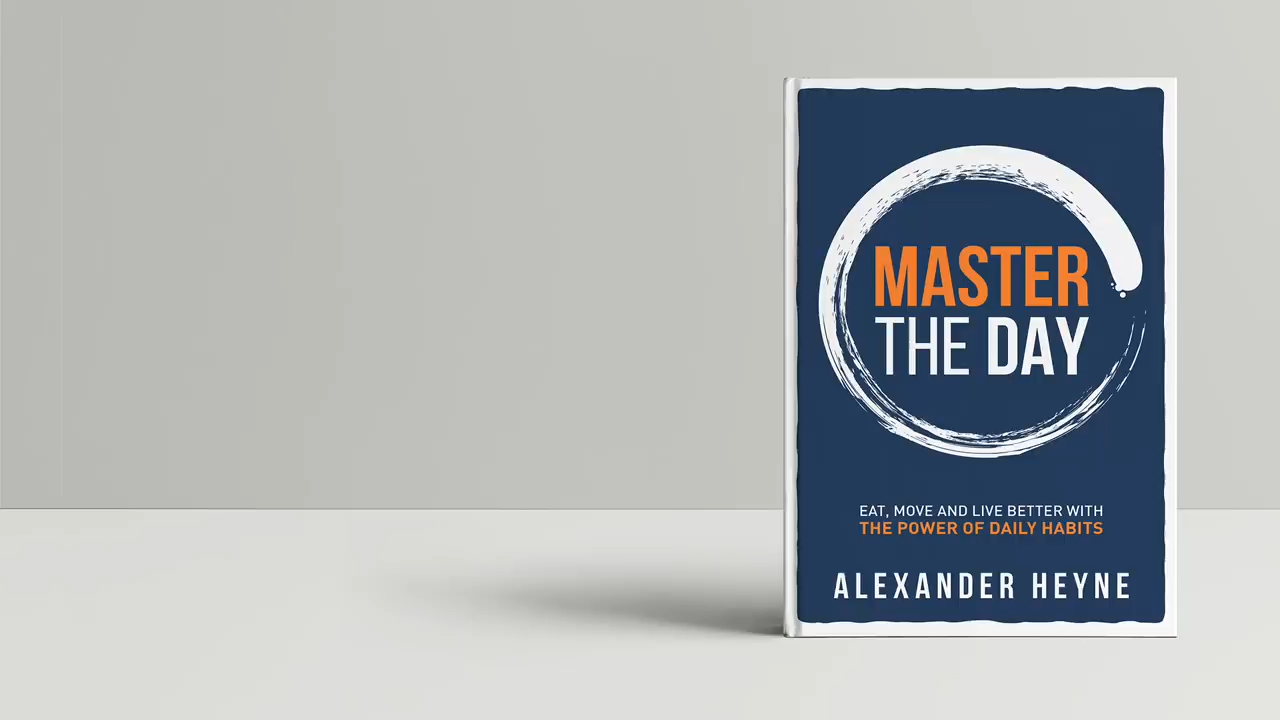 MASTER
THE DAY
EAT, MOVE AND LIVE BETTER WITH
THE POWER OF DAILY HABITS
ALEXANDER HEYNE